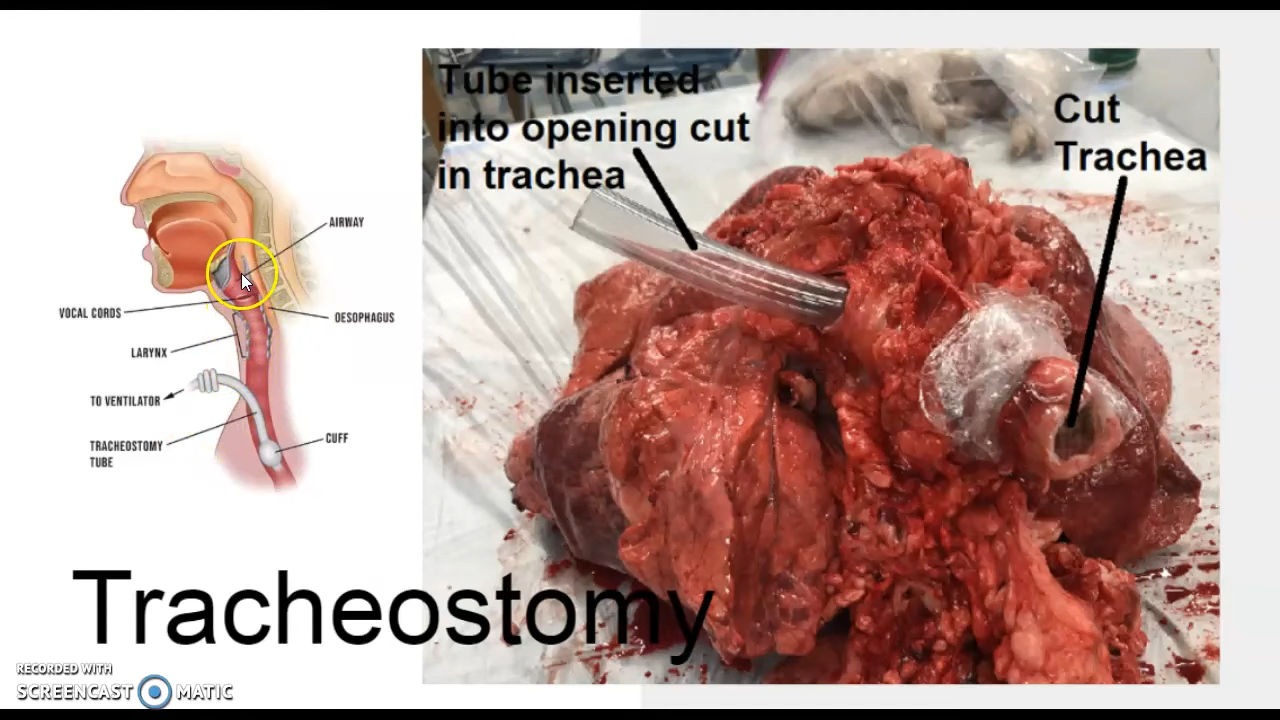 Tube inserted
into opening cut
in trachea
Cut
Trachea
AIRWAY
VOCAL CORDS
OESOPHAGUS
LARYNX
TO VENTILATOR
TRACHEOSTOMY
TUBE
CUFF
Tracheostomy
RECORDED WITH
SCREENCAST MATIC